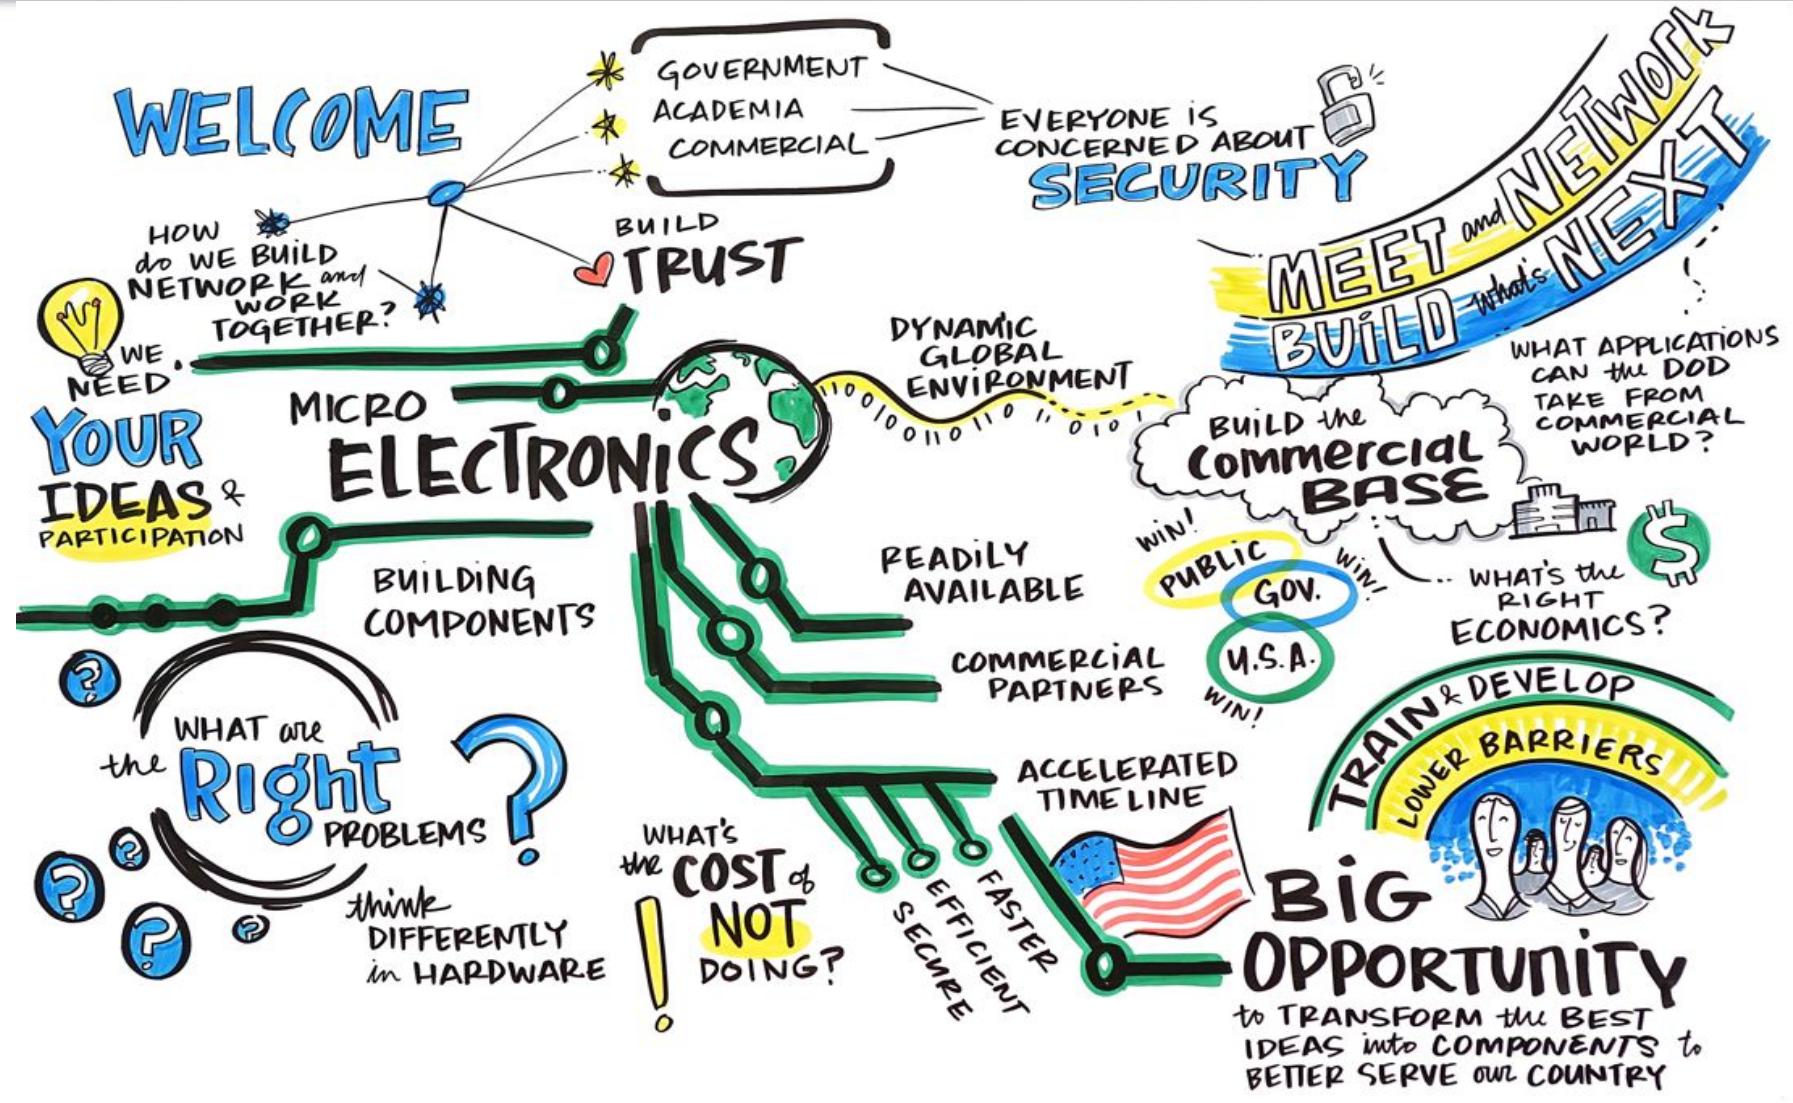 WELCOME
GOVERNMENT
ACADEMIA
COMMERCIAL
EVERYONE iS
CONCERNED ABOUT
SECURITY
MEET and NETWORK
BUiLD what's NEXT
HOW
do WE BUILD
NETWORK and
WORK
TOGETHER?
BUILD
TRUST
WE
NEED
YOUR
IDEAS &
PARTICIPATION
MICRO
ELECTRONiCS
DYNAMiC
GLOBAL
ENVIRONMENT
110010100110101110010
BUiLD the
Commercial
BASE
WHAT APPLICATIONS
CAN the DOD
TAKE FROM
COMMERCIAL
WORLD?
$
WHAT'S the
RIGHT
ECONOMICS?
WiN!
PUBLiC
GOV.
WiN!
U.S.A.
WiN!
BUILDING
COMPONENTS
READiLY
AVAILABLE
COMMERCiAL
PARTNERS
ACCELERATED
TIMELINE
SECURE
EFFICIENT
FASTER
?
WHAT are
the Right
PROBLEMS ?
?
?
?
?
think
DIFFERENTLY
in HARDWARE
WHAT'S
the COST of
NOT
DOING?
!
TRAIN & DEVELOP
LOWER BARRIERS
BiG
OPPORTUNiTY
to TRANSFORM the BEST
IDEAS into COMPONENTS to
BETTER SERVE our COUNTRY